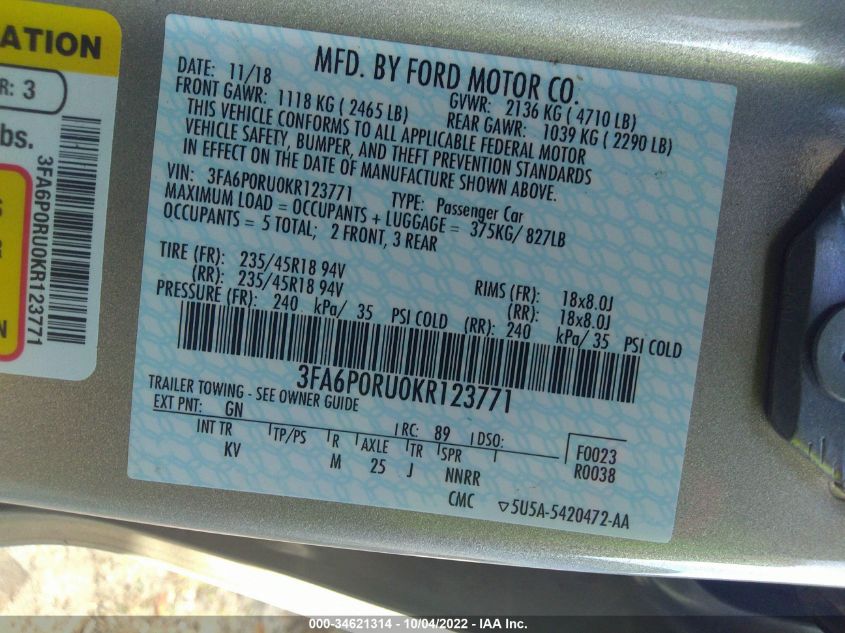 ATION
R: 3
bs.
S
N
3FA6P0RU0KR123771
MFD. BY FORD MOTOR CO.
DATE: 11/18
GVWR: 2136 KG ( 4710 LB)
FRONT GAWR: 1118 KG ( 2465 LB)
REAR GAWR: 1039 KG ( 2290 LB)
THIS VEHICLE CONFORMS TO ALL APPLICABLE FEDERAL MOTOR
VEHICLE SAFETY, BUMPER, AND THEFT PREVENTION STANDARDS
IN EFFECT ON THE DATE OF MANUFACTURE SHOWN ABOVE.
VIN: 3FA6P0RU0KR123771 TYPE: Passenger Car
MAXIMUM LOAD = OCCUPANTS + LUGGAGE = 375KG/ 827LB
OCCUPANTS = 5 TOTAL; 2 FRONT, 3 REAR
TIRE (FR): 235/45R18 94V RIMS (FR): 18x8.0J
(RR): 235/45R18 94V (RR): 18x8.0J
PRESSURE (FR): 240 kPa/ 35 PSI COLD (RR): 240 kPa/ 35 PSI COLD
3FA6P0RU0KR123771
TRAILER TOWING - SEE OWNER GUIDE
EXT PNT: GN RC: 89 DSO: F0023
INT TR TP/PS R AXLE TR SPR R0038
KV M 25 J NNRR
CMC ▽5U5A-5420472-AA
000-34621314 - 10/04/2022 - IAA Inc.